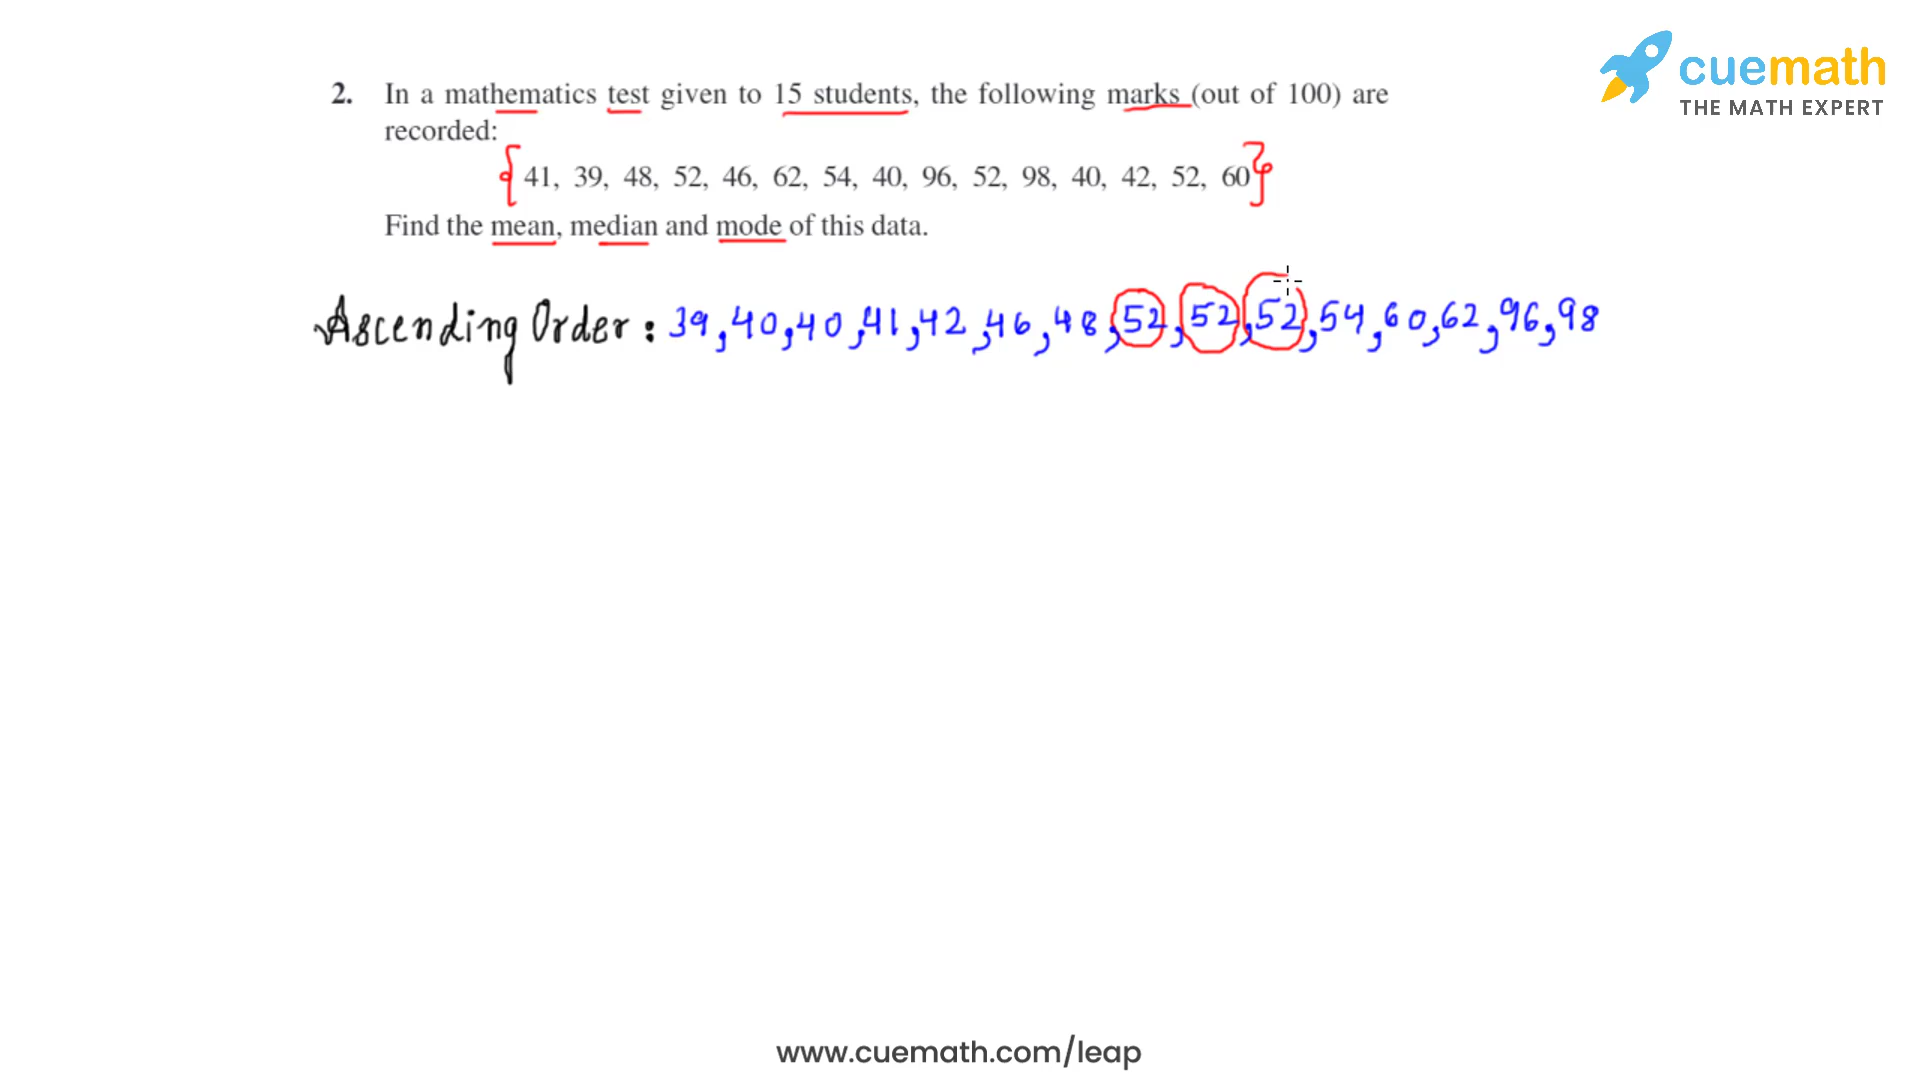 cuemath
THE MATH EXPERT
2. In a mathematics test given to 15 students, the following marks (out of 100) are
recorded:
41, 39, 48, 52, 46, 62, 54, 40, 96, 52, 98, 40, 42, 52, 60
Find the mean, median and mode of this data.
Ascending Order : 39, 40, 40, 41, 42, 46, 48, 52, 52, 52, 54, 60, 62, 96, 98
www.cuemath.com/leap